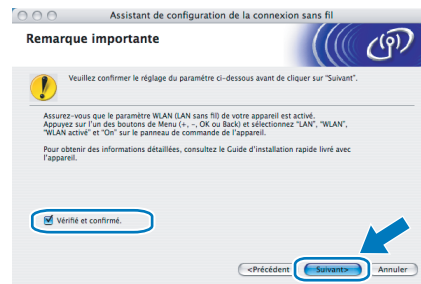 Assistant de configuration de la connexion sans fil
Remarque importante
Veuillez confirmer le réglage du paramètre ci-dessous avant de cliquer sur "Suivant".
Assurez-vous que le paramètre WLAN (LAN sans fil) de votre appareil est activé.
Appuyez sur l'un des boutons de Menu (+, -, OK ou Back) et sélectionnez "LAN", "WLAN",
"WLAN activé" et "On" sur le panneau de commande de l'appareil.
Pour obtenir des informations détaillées, consultez le Guide d'installation rapide livré avec
l'appareil.
Vérifié et confirmé.
<Précédent Suivant> Annuler